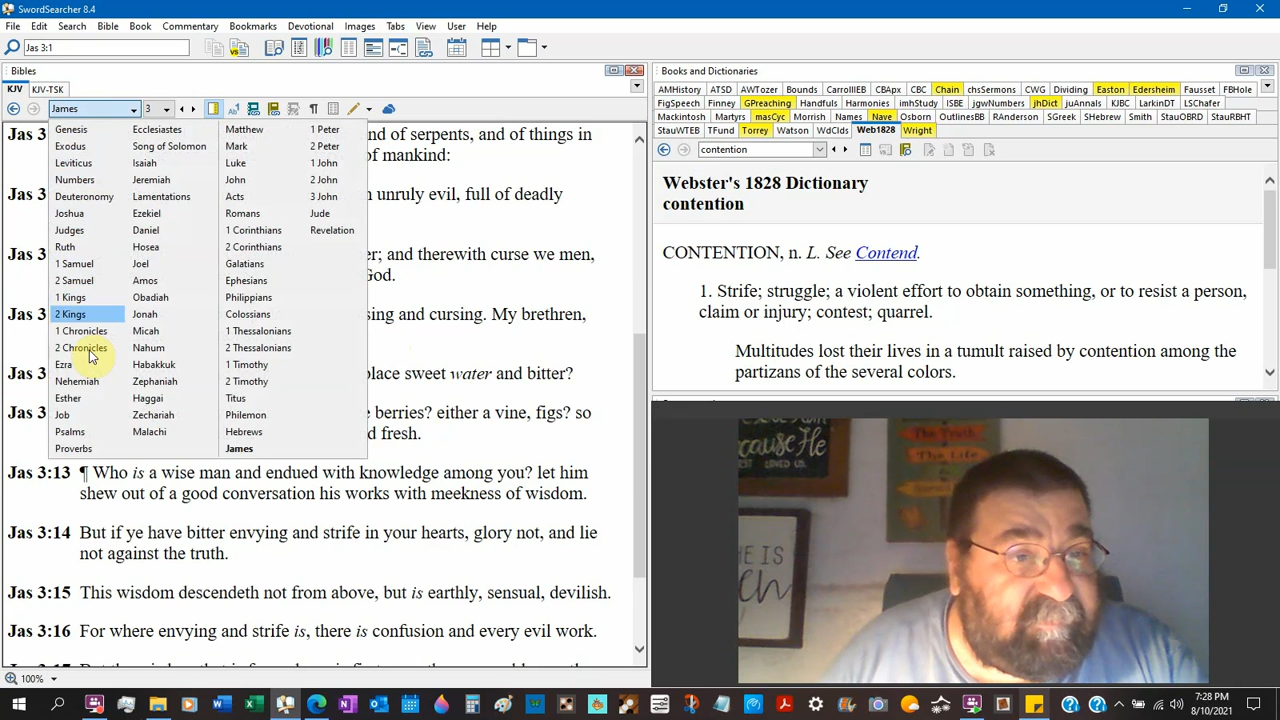 SwordSearcher 8.4
File Edit Search Bible Book Commentary Bookmarks Devotional Images Tabs View User Help
Jas 3:1
Bibles
KJV KJV-TSK
James 3
Genesis Ecclesiastes Matthew 1 Peter
Exodus Song of Solomon Mark 2 Peter
Leviticus Isaiah Luke 1 John
Numbers Jeremiah John 2 John
Deuteronomy Lamentations Acts 3 John
Joshua Ezekiel Romans Jude
Judges Daniel 1 Corinthians Revelation
Ruth Hosea 2 Corinthians
1 Samuel Joel Galatians
2 Samuel Amos Ephesians
1 Kings Obadiah Philippians
2 Kings Jonah Colossians
1 Chronicles Micah 1 Thessalonians
2 Chronicles Nahum 2 Thessalonians
Ezra Habakkuk 1 Timothy
Nehemiah Zephaniah 2 Timothy
Esther Haggai Titus
Job Zechariah Philemon
Psalms Malachi Hebrews
Proverbs James
Jas 3 nd of serpents, and of things in
of mankind:
Jas 3 unruly evil, full of deadly
Jas 3 er; and therewith curse we men,
God.
Jas 3 sing and cursing. My brethren,
Jas 3 place sweet water and bitter?
Jas 3 e berries? either a vine, figs? so
d fresh.
Jas 3:13 ¶ Who is a wise man and endued with knowledge among you? let him
shew out of a good conversation his works with meekness of wisdom.
Jas 3:14 But if ye have bitter envying and strife in your hearts, glory not, and lie
not against the truth.
Jas 3:15 This wisdom descendeth not from above, but is earthly, sensual, devilish.
Jas 3:16 For where envying and strife is, there is confusion and every evil work.
100%
Books and Dictionaries
AMHistory ATSD AWTozer Bounds CarrollEIB CBApex CBC Chain chsSermons CWG Dividing Easton Edersheim Fausset FBHole
FigSpeech Finney GPreaching Handfuls Harmonies imhStudy ISBE jgwNumbers jhDict juAnnals KJBC LarkinDT LSChafer
Mackintosh Martyrs masCyc Morrish Names Nave Osborn OutlinesBB RAnderson SGreek SHebrew Smith StauOBRD StauRBHT
StauWTEB TFund Torrey Watson WdClds Web1828 Wright
contention
Webster's 1828 Dictionary
contention
CONTENTION, n. L. See Contend.
1. Strife; struggle; a violent effort to obtain something, or to resist a person,
claim or injury; contest; quarrel.
Multitudes lost their lives in a tumult raised by contention among the
partizans of the several colors.
because He
The Truth
The Life
7:28 PM
8/10/2021